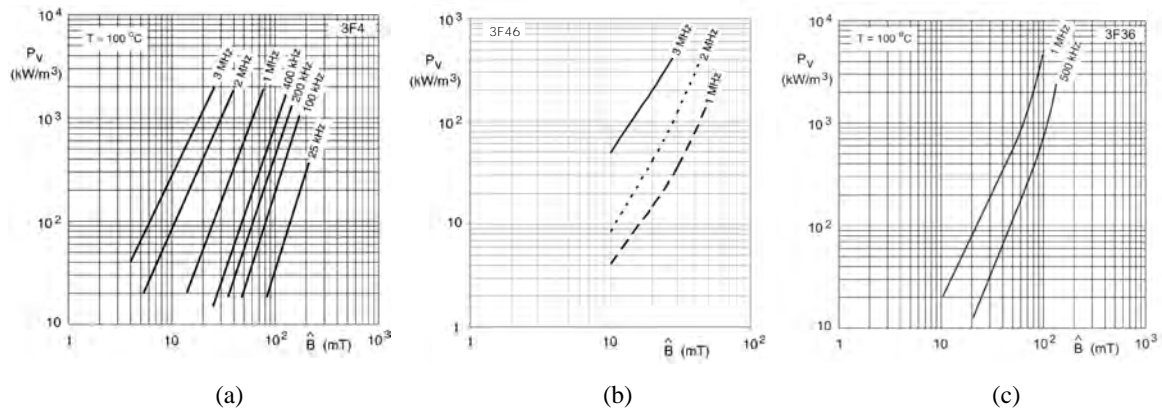 10⁴
T = 100 °C
3F4
P_V
(kW/m³)
3 MHz
2 MHz
1 MHz
400 kHz
200 kHz
100 kHz
25 kHz
10³
10²
10
1
10
10²
10³
B̂ (mT)
(a)
10³
3F46
P_V
(kW/m³)
3 MHz
2 MHz
1 MHz
10²
10
1
1
10
10²
B̂ (mT)
(b)
10⁴
T = 100 °C
3F36
P_V
(kW/m³)
1 MHz
500 kHz
10³
10²
10
1
10
10²
10³
B̂ (mT)
(c)